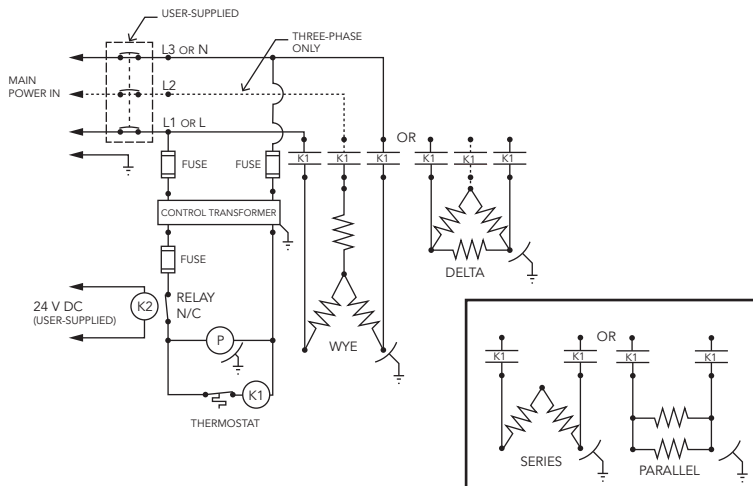 USER-SUPPLIED
L3 OR N
THREE-PHASE
ONLY
MAIN
POWER IN
L2
L1 OR L
OR
K1
K1
K1
K1
K1
K1
FUSE
FUSE
CONTROL TRANSFORMER
FUSE
DELTA
24 V DC
(USER-SUPPLIED)
K2
RELAY
N/C
P
WYE
K1
THERMOSTAT
OR
K1
K1
K1
K1
SERIES
PARALLEL